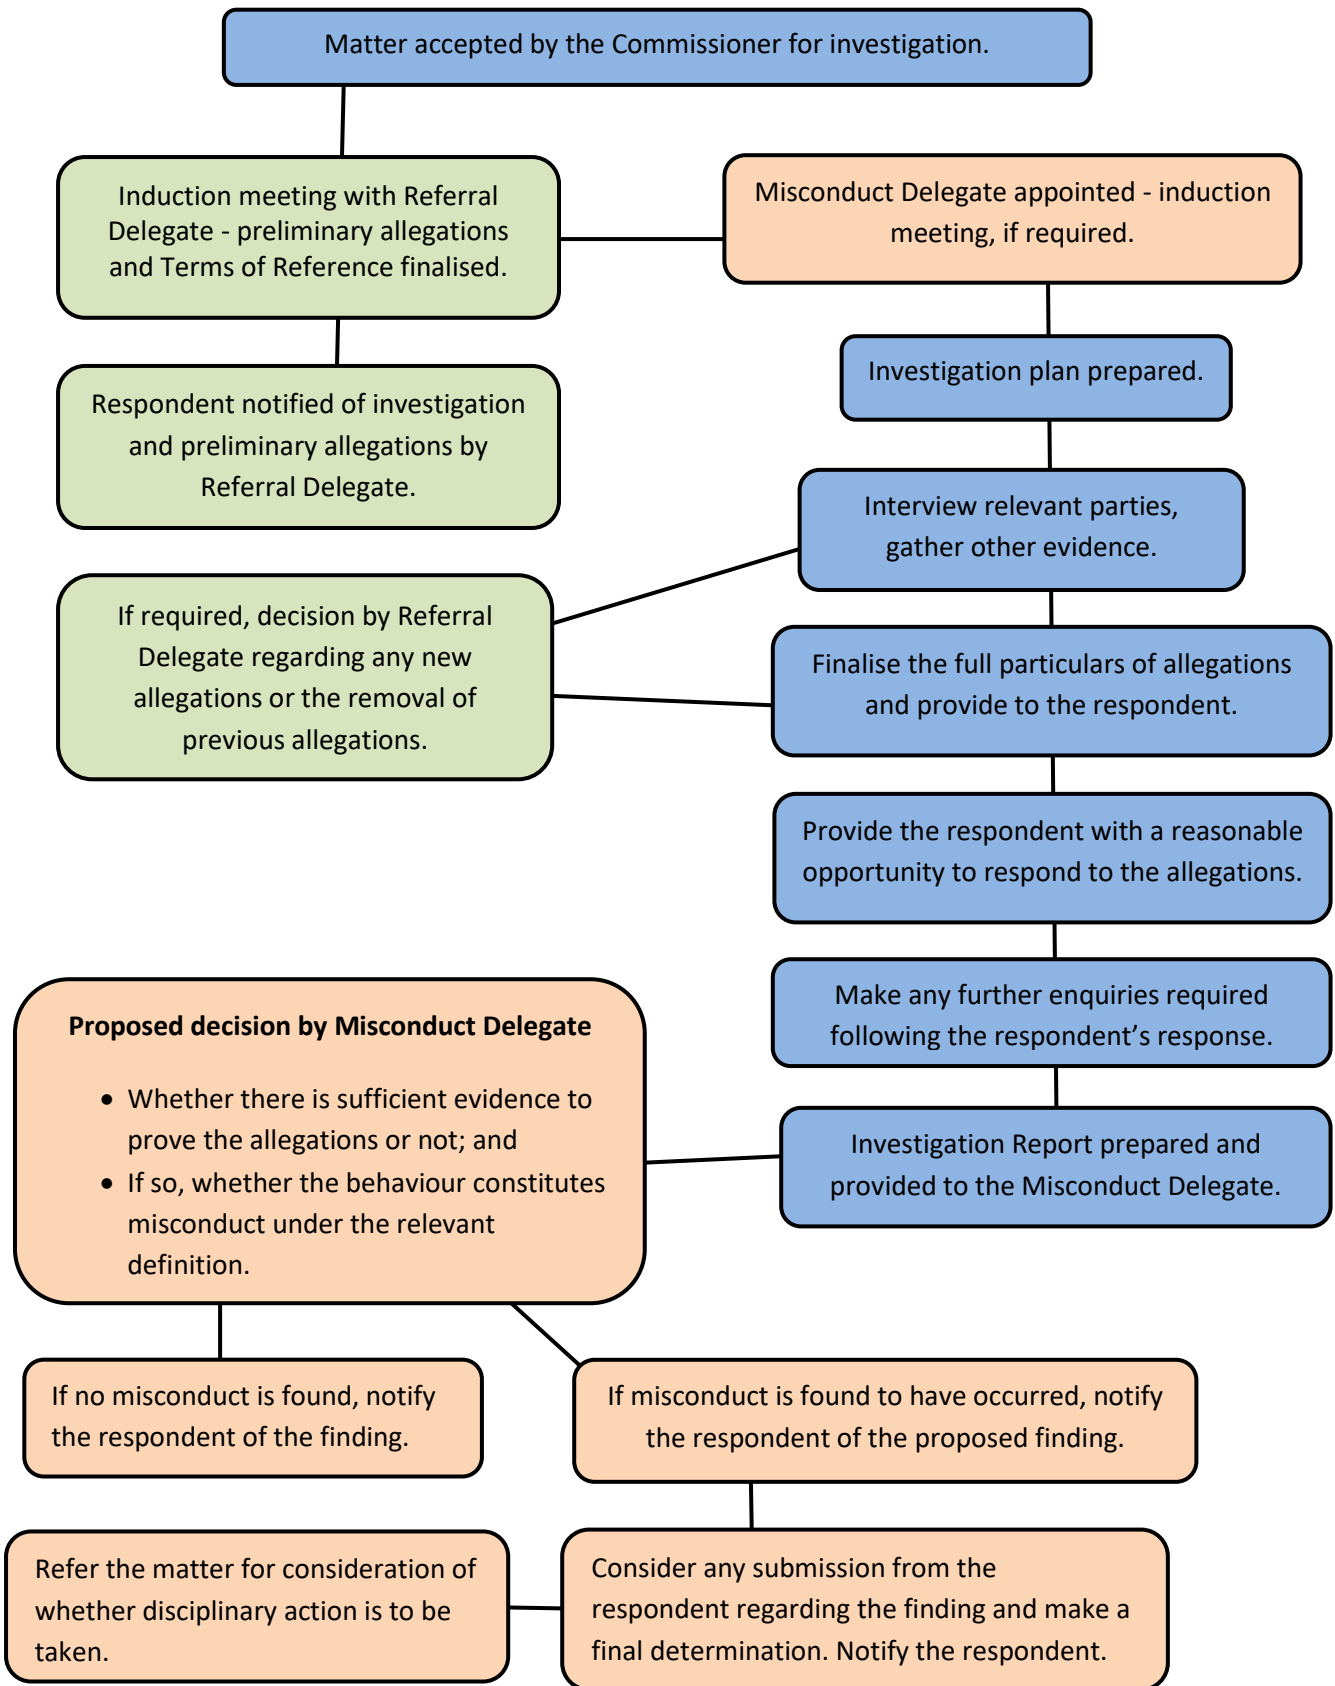 Matter accepted by the Commissioner for investigation.
Induction meeting with Referral
Delegate - preliminary allegations
and Terms of Reference finalised.
Misconduct Delegate appointed - induction
meeting, if required.
Respondent notified of investigation
and preliminary allegations by
Referral Delegate.
Investigation plan prepared.
Interview relevant parties,
gather other evidence.
If required, decision by Referral
Delegate regarding any new
allegations or the removal of
previous allegations.
Finalise the full particulars of allegations
and provide to the respondent.
Provide the respondent with a reasonable
opportunity to respond to the allegations.
Make any further enquiries required
following the respondent’s response.
Investigation Report prepared and
provided to the Misconduct Delegate.
Proposed decision by Misconduct Delegate
• Whether there is sufficient evidence to
prove the allegations or not; and
• If so, whether the behaviour constitutes
misconduct under the relevant
definition.
If no misconduct is found, notify
the respondent of the finding.
If misconduct is found to have occurred, notify
the respondent of the proposed finding.
Consider any submission from the
respondent regarding the finding and make a
final determination. Notify the respondent.
Refer the matter for consideration of
whether disciplinary action is to be
taken.